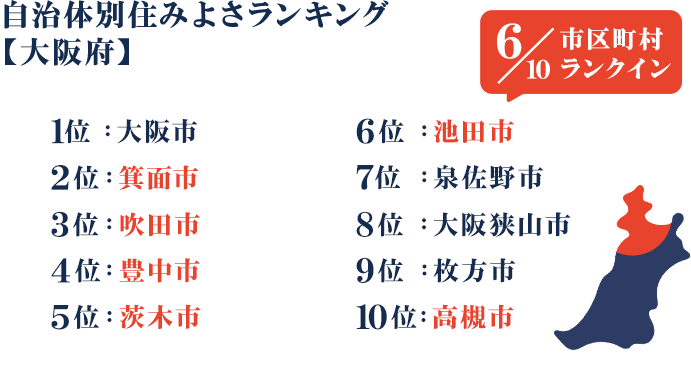 自治体別住みよさランキング
【大阪府】
6/10 市区町村
ランクイン
1位：大阪市
2位：箕面市
3位：吹田市
4位：豊中市
5位：茨木市
6位：池田市
7位：泉佐野市
8位：大阪狭山市
9位：枚方市
10位：高槻市